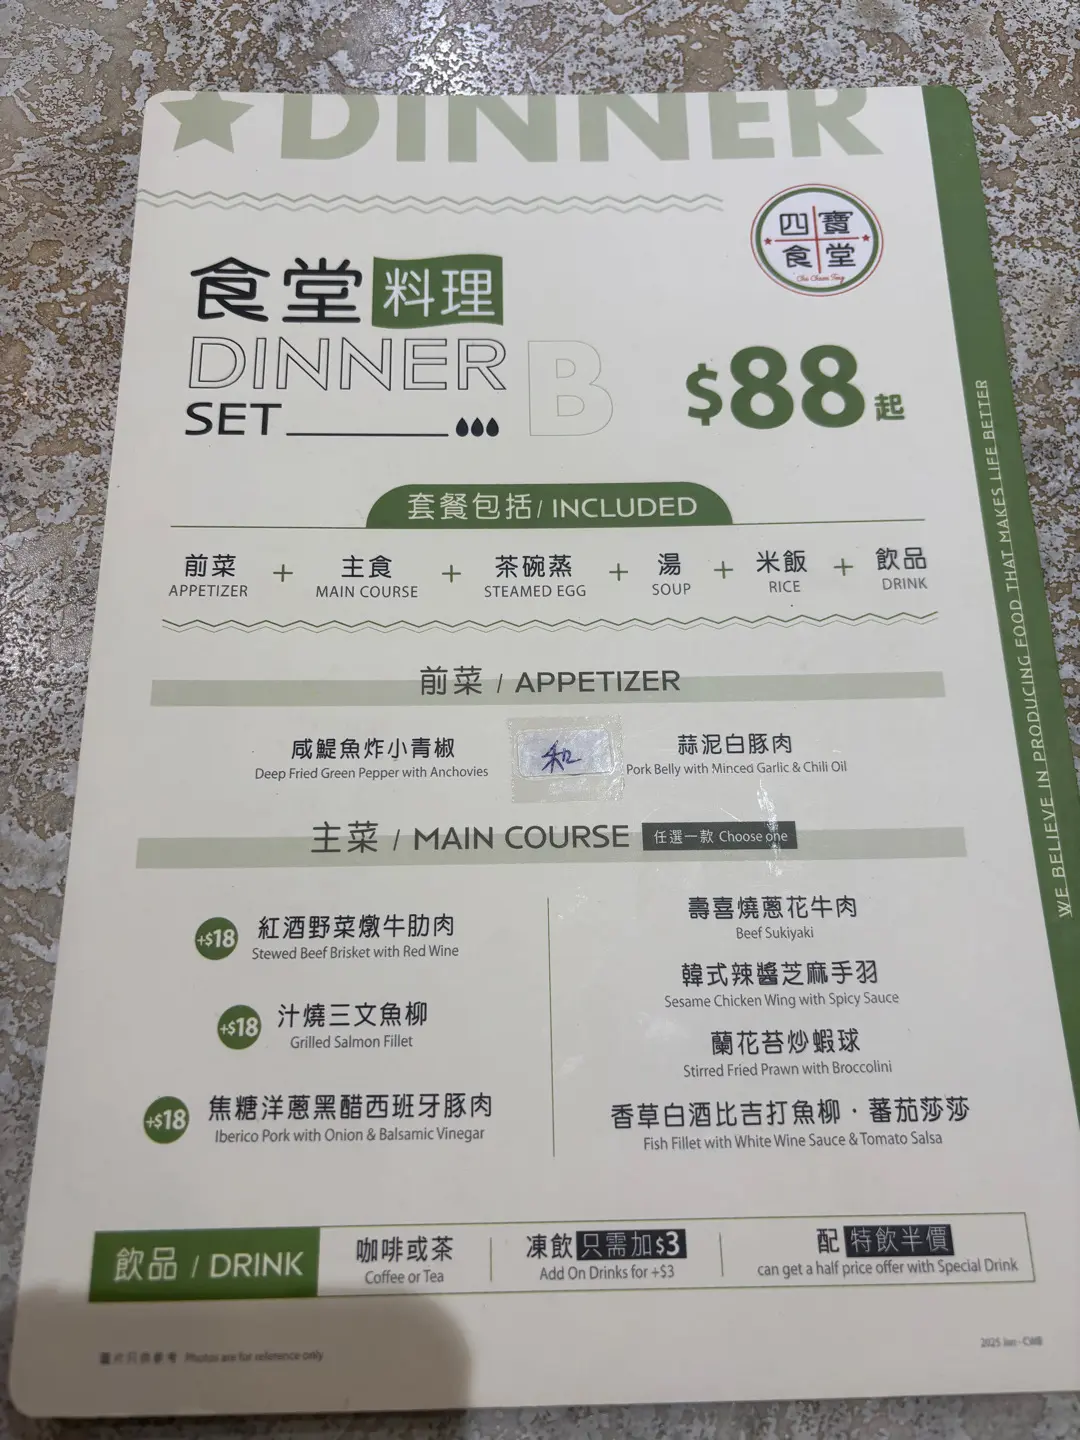 ★ DINNER
四寶
食堂
Cha Chaan Teng
食堂 料理
DINNER B
SET
$88起
套餐包括/ INCLUDED
前菜 + 主食 + 茶碗蒸 + 湯 + 米飯 + 飲品
APPETIZER MAIN COURSE STEAMED EGG SOUP RICE DRINK
前菜 / APPETIZER
咸鯷魚炸小青椒
Deep Fried Green Pepper with Anchovies
和
蒜泥白豚肉
Pork Belly with Minced Garlic & Chili Oil
主菜 / MAIN COURSE 任選一款 Choose one
+$18 紅酒野菜燉牛肋肉
Stewed Beef Brisket with Red Wine
+$18 汁燒三文魚柳
Grilled Salmon Fillet
+$18 焦糖洋蔥黑醋西班牙豚肉
Iberico Pork with Onion & Balsamic Vinegar
壽喜燒蔥花牛肉
Beef Sukiyaki
韓式辣醬芝麻手羽
Sesame Chicken Wing with Spicy Sauce
蘭花苔炒蝦球
Stirred Fried Prawn with Broccolini
香草白酒比吉打魚柳・蕃茄莎莎
Fish Fillet with White Wine Sauce & Tomato Salsa
飲品 / DRINK
咖啡或茶
Coffee or Tea
凍飲只需加$3
Add On Drinks for +$3
配特飲半價
can get a half price offer with Special Drink
圖片只供參考 Photos are for reference only
2025 Jan - CWB
WE BELIEVE IN PRODUCING FOOD THAT MAKES LIFE BETTER